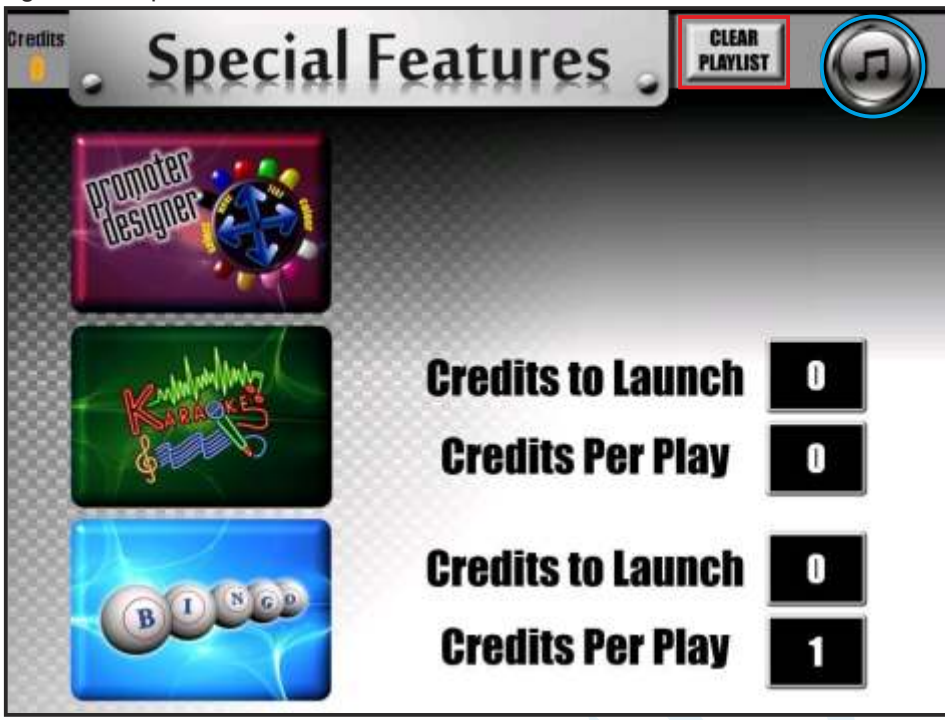 Credits
0
Special Features
CLEAR
PLAYLIST
promoter
designer
KARAOKE
Credits to Launch 0
Credits Per Play 0
BINGO
Credits to Launch 0
Credits Per Play 1